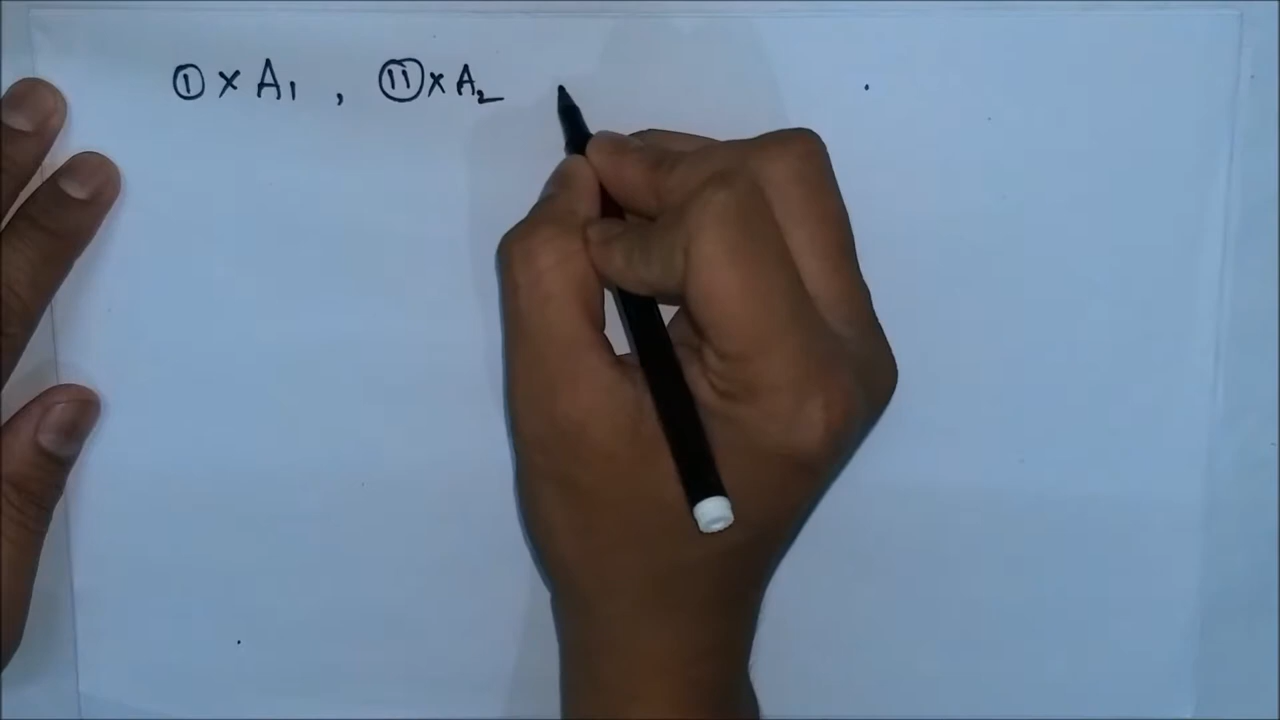 ① × A₁ , ⑪ × A₂